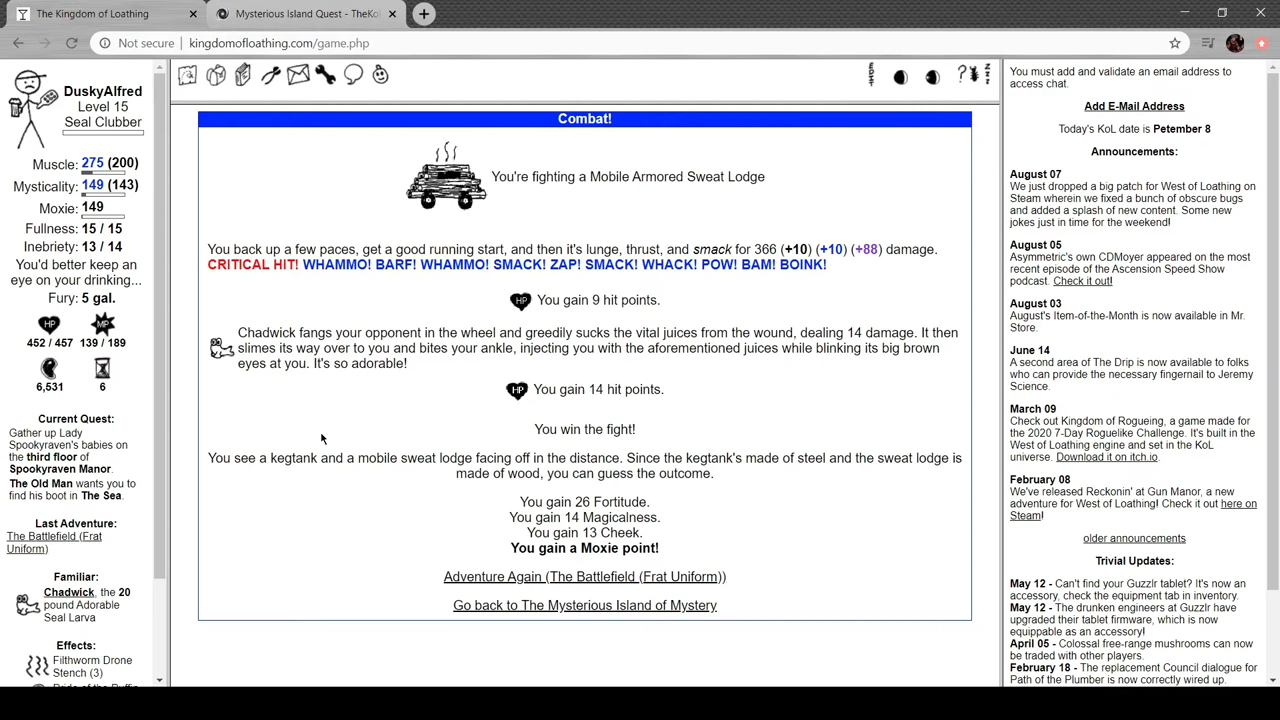 The Kingdom of Loathing
Mysterious Island Quest - TheKol
Not secure
kingdomofloathing.com/game.php
DuskyAlfred
Level 15
Seal Clubber
Muscle: 275 (200)
Mysticality: 149 (143)
Moxie: 149
Fullness: 15 / 15
Inebriety: 13 / 14
You'd better keep an
eye on your drinking...
Fury: 5 gal.
HP MP
452 / 457 139 / 189
6,531 6
Current Quest:
Gather up Lady
Spookyraven's babies on
the third floor of
Spookyraven Manor.
The Old Man wants you to
find his boot in The Sea.
Last Adventure:
The Battlefield (Frat
Uniform)
Familiar:
Chadwick, the 20
pound Adorable
Seal Larva
Effects:
Filthworm Drone
Stench (3)
Combat!
You're fighting a Mobile Armored Sweat Lodge
You back up a few paces, get a good running start, and then it's lunge, thrust, and smack for 366 (+10) (+10) (+88) damage.
CRITICAL HIT! WHAMMO! BARF! WHAMMO! SMACK! ZAP! SMACK! WHACK! POW! BAM! BOINK!
HP You gain 9 hit points.
Chadwick fangs your opponent in the wheel and greedily sucks the vital juices from the wound, dealing 14 damage. It then
slimes its way over to you and bites your ankle, injecting you with the aforementioned juices while blinking its big brown
eyes at you. It's so adorable!
HP You gain 14 hit points.
You win the fight!
You see a kegtank and a mobile sweat lodge facing off in the distance. Since the kegtank's made of steel and the sweat lodge is
made of wood, you can guess the outcome.
You gain 26 Fortitude.
You gain 14 Magicalness.
You gain 13 Cheek.
You gain a Moxie point!
Adventure Again (The Battlefield (Frat Uniform))
Go back to The Mysterious Island of Mystery
You must add and validate an email address to
access chat.
Add E-Mail Address
Today's KoL date is Petember 8
Announcements:
August 07
We just dropped a big patch for West of Loathing on
Steam wherein we fixed a bunch of obscure bugs
and added a splash of new content. Some new
jokes just in time for the weekend!
August 05
Asymmetric's own CDMoyer appeared on the most
recent episode of the Ascension Speed Show
podcast. Check it out!
August 03
August's Item-of-the-Month is now available in Mr.
Store.
June 14
A second area of The Drip is now available to folks
who can provide the necessary fingernail to Jeremy
Science.
March 09
Check out Kingdom of Rogueing, a game made for
the 2020 7-Day Roguelike Challenge. It's built in the
West of Loathing engine and set in the KoL
universe. Download it on itch io.
February 08
We've released Reckonin' at Gun Manor, a new
adventure for West of Loathing! Check it out here on
Steam!
older announcements
Trivial Updates:
May 12 - Can't find your Guzzlr tablet? It's now an
accessory, check the equipment tab in inventory.
May 12 - The drunken engineers at Guzzlr have
upgraded their tablet firmware, which is now
equippable as an accessory!
April 05 - Colossal free-range mushrooms can now
be traded with other players.
February 18 - The replacement Council dialogue for
Path of the Plumber is now correctly wired up.